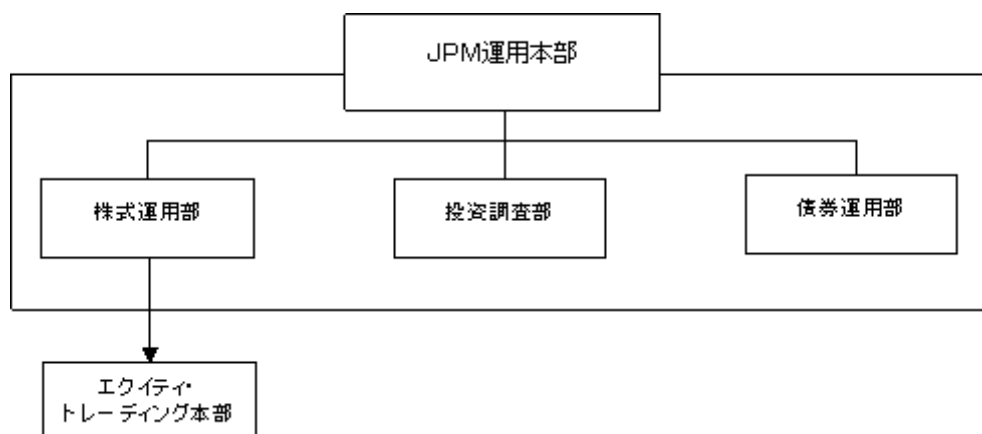 JPM運用本部
株式運用部
投資調査部
債券運用部
エクイティ・
トレーディング本部